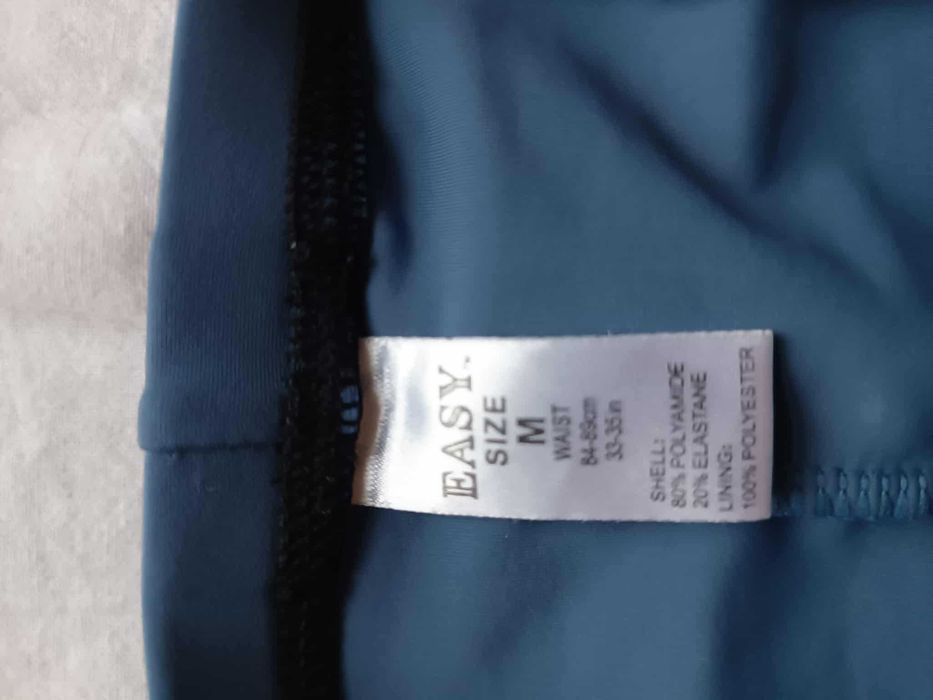 EASY
SIZE
M
WAIST
84-89cm
33-35in
SHELL:
80% POLYAMIDE
20% ELASTANE
LINING:
100% POLYESTER